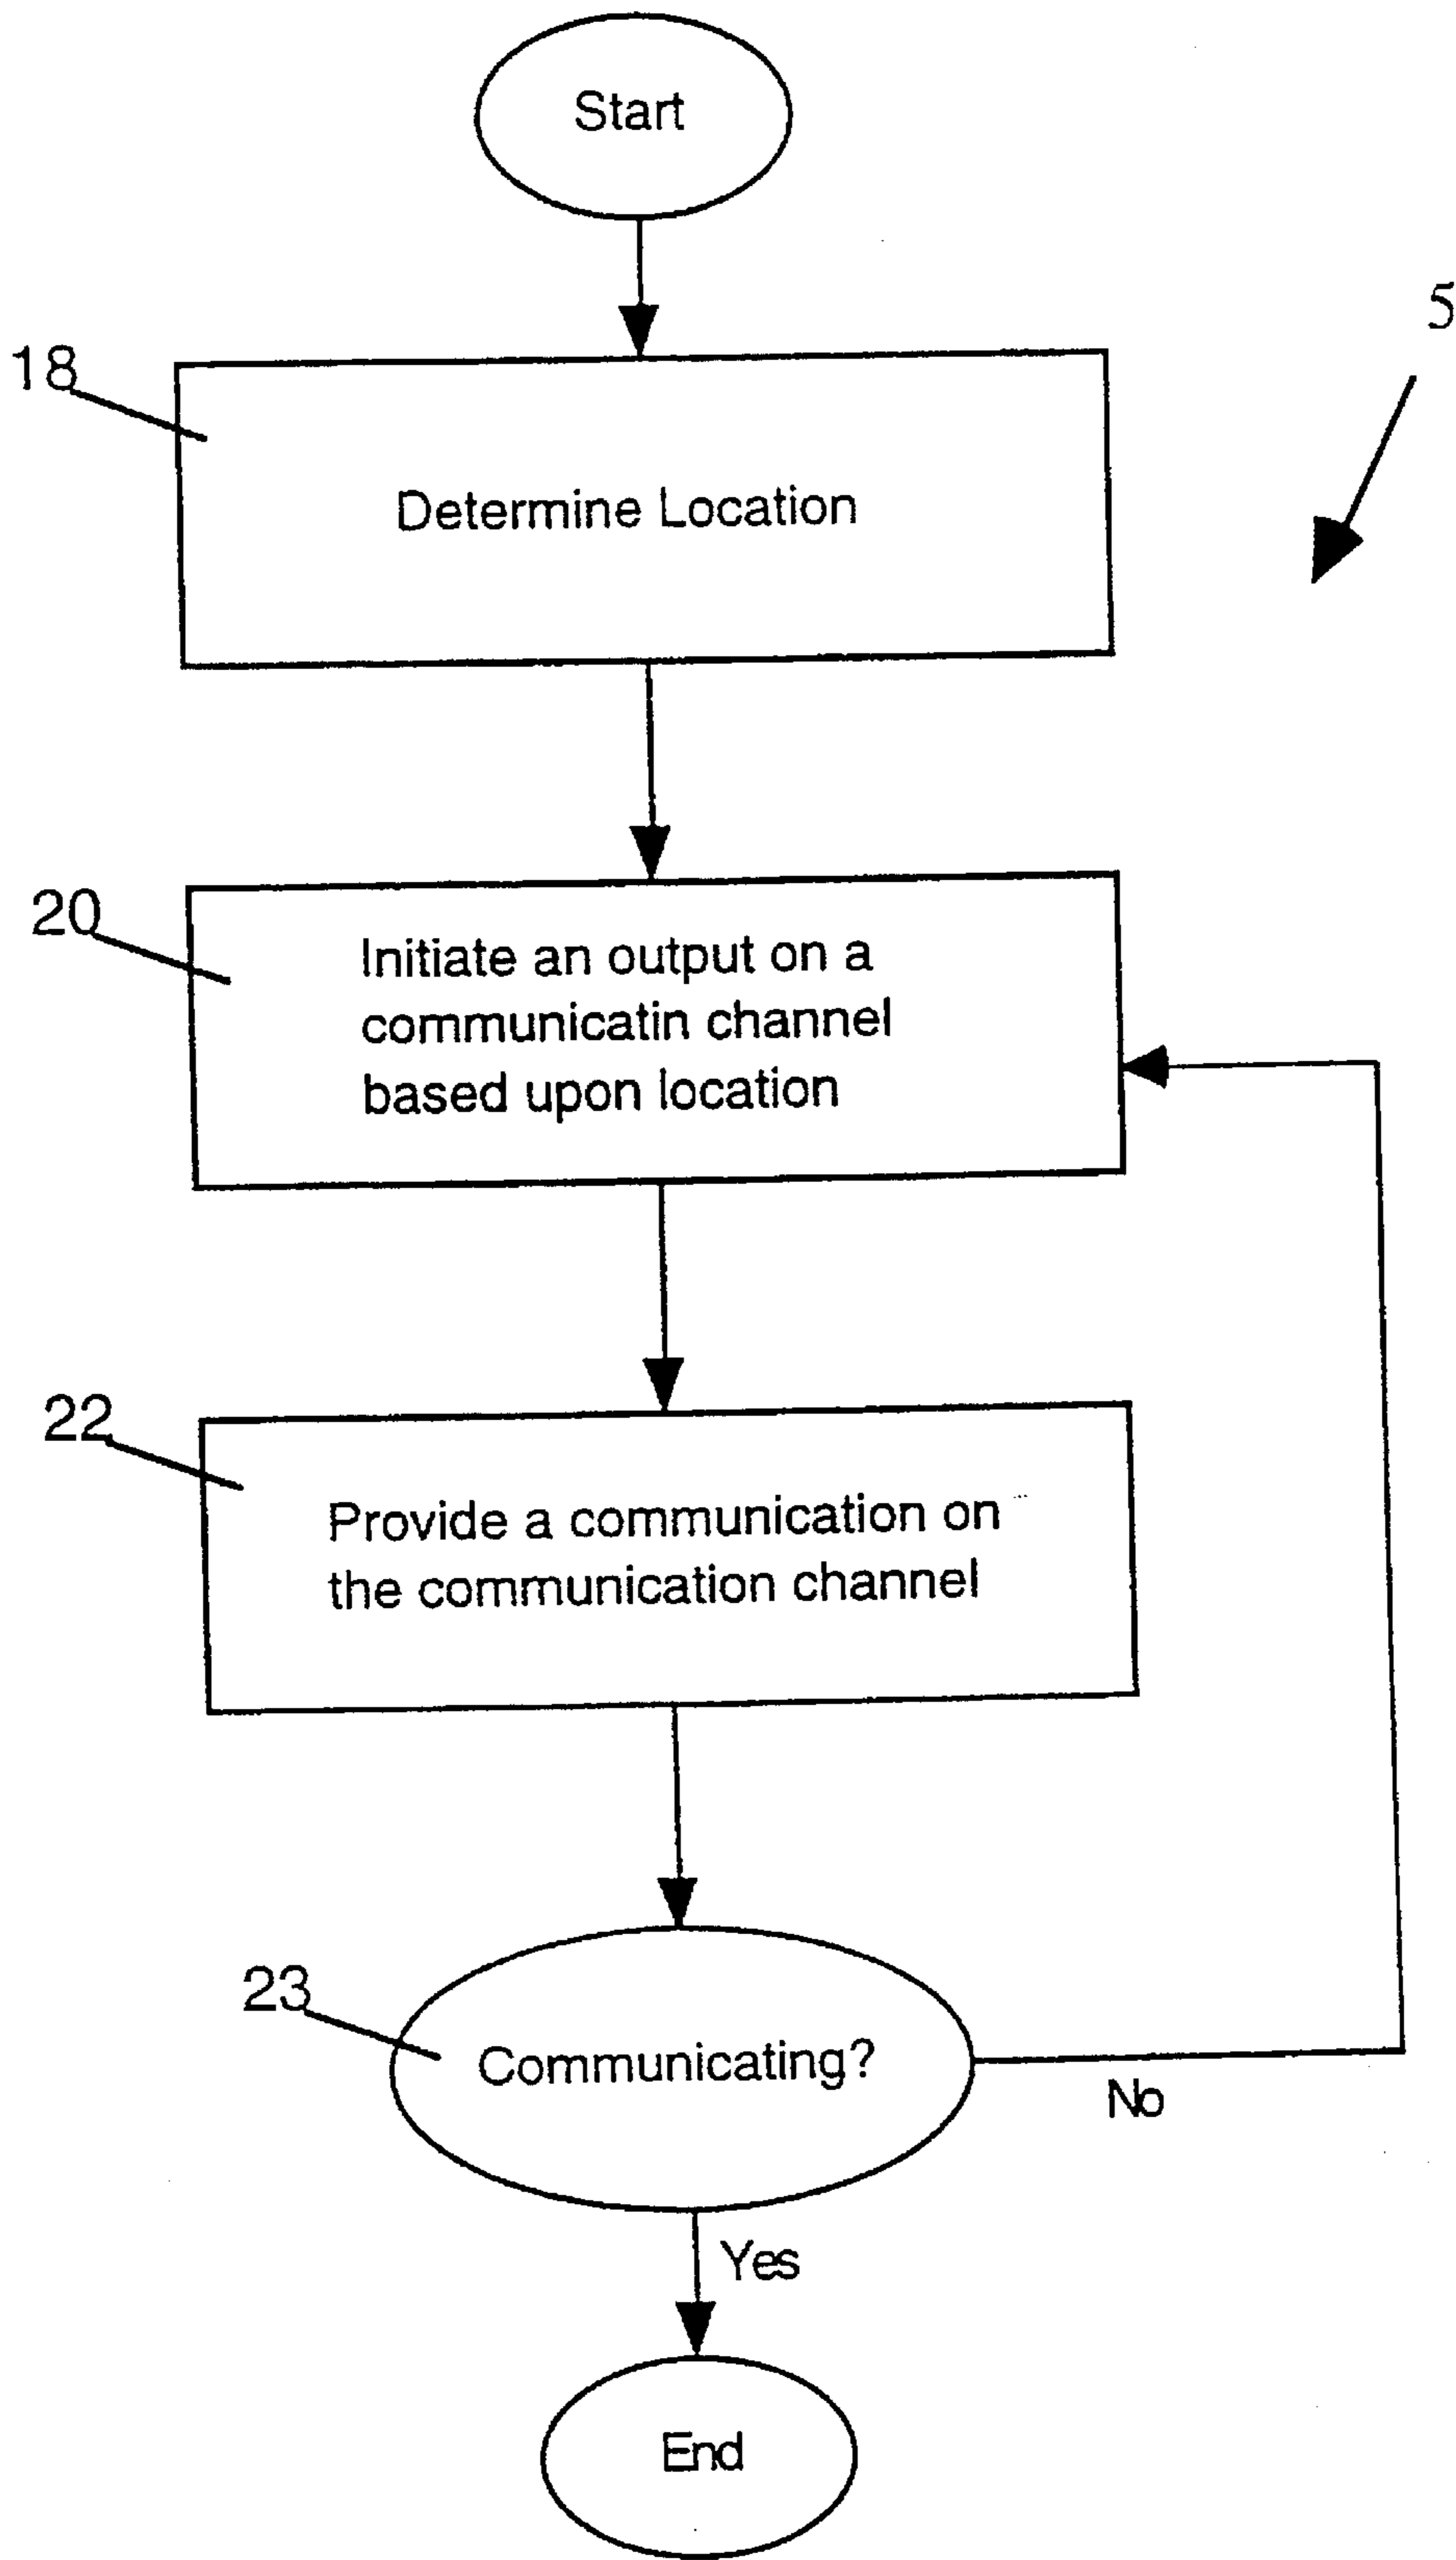 Start
5
18
Determine Location
20
Initiate an output on a
communicatin channel
based upon location
22
Provide a communication on
the communication channel
23
Communicating?
No
Yes
End